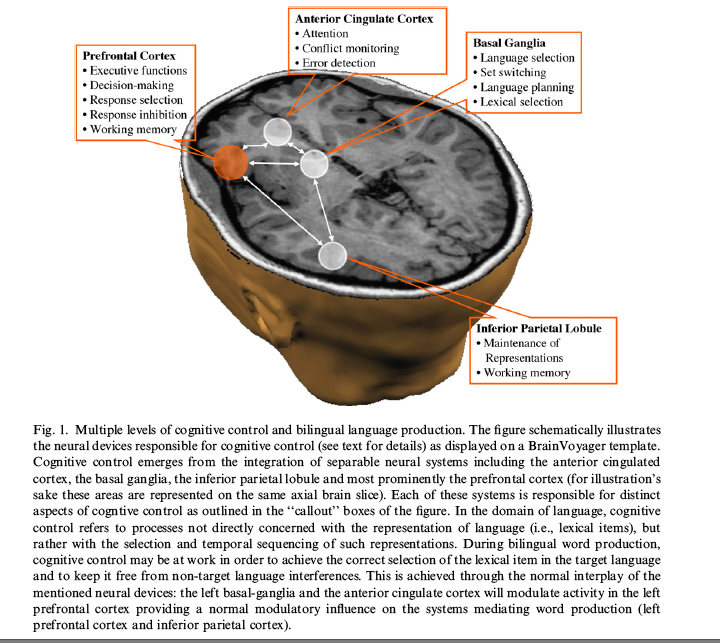 Anterior Cingulate Cortex
• Attention
• Conflict monitoring
• Error detection
Prefrontal Cortex
• Executive functions
• Decision-making
• Response selection
• Response inhibition
• Working memory
Basal Ganglia
• Language selection
• Set switching
• Language planning
• Lexical selection
Inferior Parietal Lobule
• Maintenance of
Representations
• Working memory
Fig. 1. Multiple levels of cognitive control and bilingual language production. The figure schematically illustrates
the neural devices responsible for cognitive control (see text for details) as displayed on a BrainVoyager template.
Cognitive control emerges from the integration of separable neural systems including the anterior cingulated
cortex, the basal ganglia, the inferior parietal lobule and most prominently the prefrontal cortex (for illustration's
sake these areas are represented on the same axial brain slice). Each of these systems is responsible for distinct
aspects of cogntive control as outlined in the "callout" boxes of the figure. In the domain of language, cognitive
control refers to processes not directly concerned with the representation of language (i.e., lexical items), but
rather with the selection and temporal sequencing of such representations. During bilingual word production,
cognitive control may be at work in order to achieve the correct selection of the lexical item in the target language
and to keep it free from non-target language interferences. This is achieved through the normal interplay of the
mentioned neural devices: the left basal-ganglia and the anterior cingulate cortex will modulate activity in the left
prefrontal cortex providing a normal modulatory influence on the systems mediating word production (left
prefrontal cortex and inferior parietal cortex).